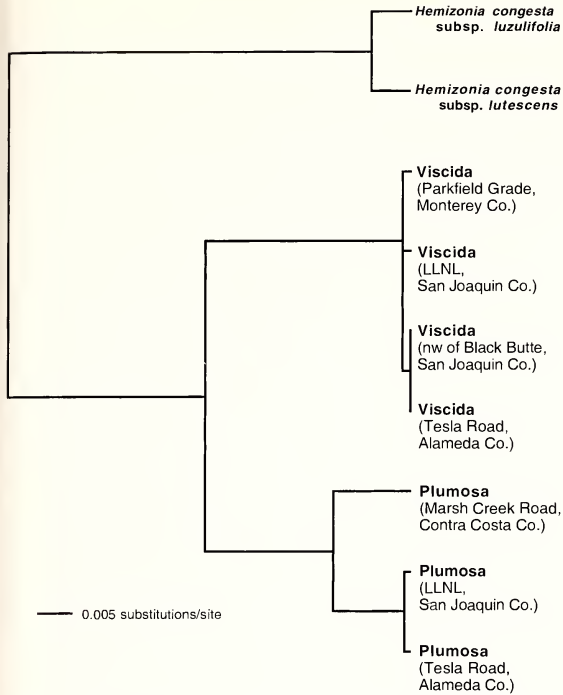 Hemizonia congesta
subsp. luzulifolia
Hemizonia congesta
subsp. lutescens
Viscida
(Parkfield Grade,
Monterey Co.)
Viscida
(LLNL,
San Joaquin Co.)
Viscida
(nw of Black Butte,
San Joaquin Co.)
Viscida
(Tesla Road,
Alameda Co.)
Plumosa
(Marsh Creek Road,
Contra Costa Co.)
Plumosa
(LLNL,
San Joaquin Co.)
0.005 substitutions/site
Plumosa
(Tesla Road,
Alameda Co.)